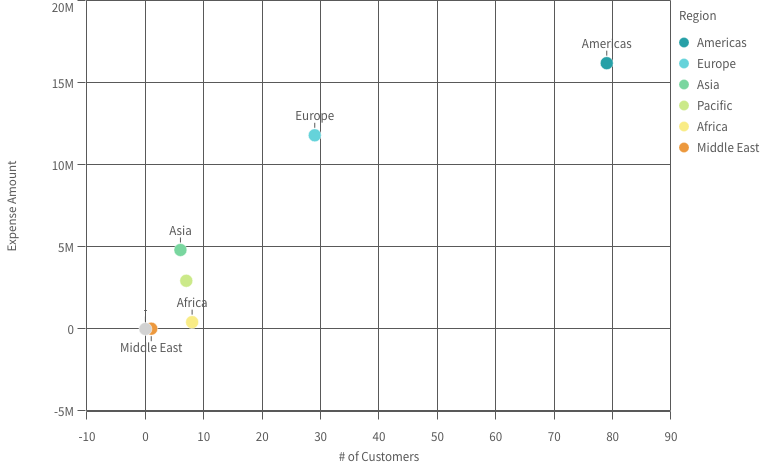 Region
Americas
Europe
Asia
Pacific
Africa
Middle East
Expense Amount
20M
15M
10M
5M
0
-5M
Americas
Europe
Asia
Africa
-
Middle East
-10 0 10 20 30 40 50 60 70 80 90
# of Customers